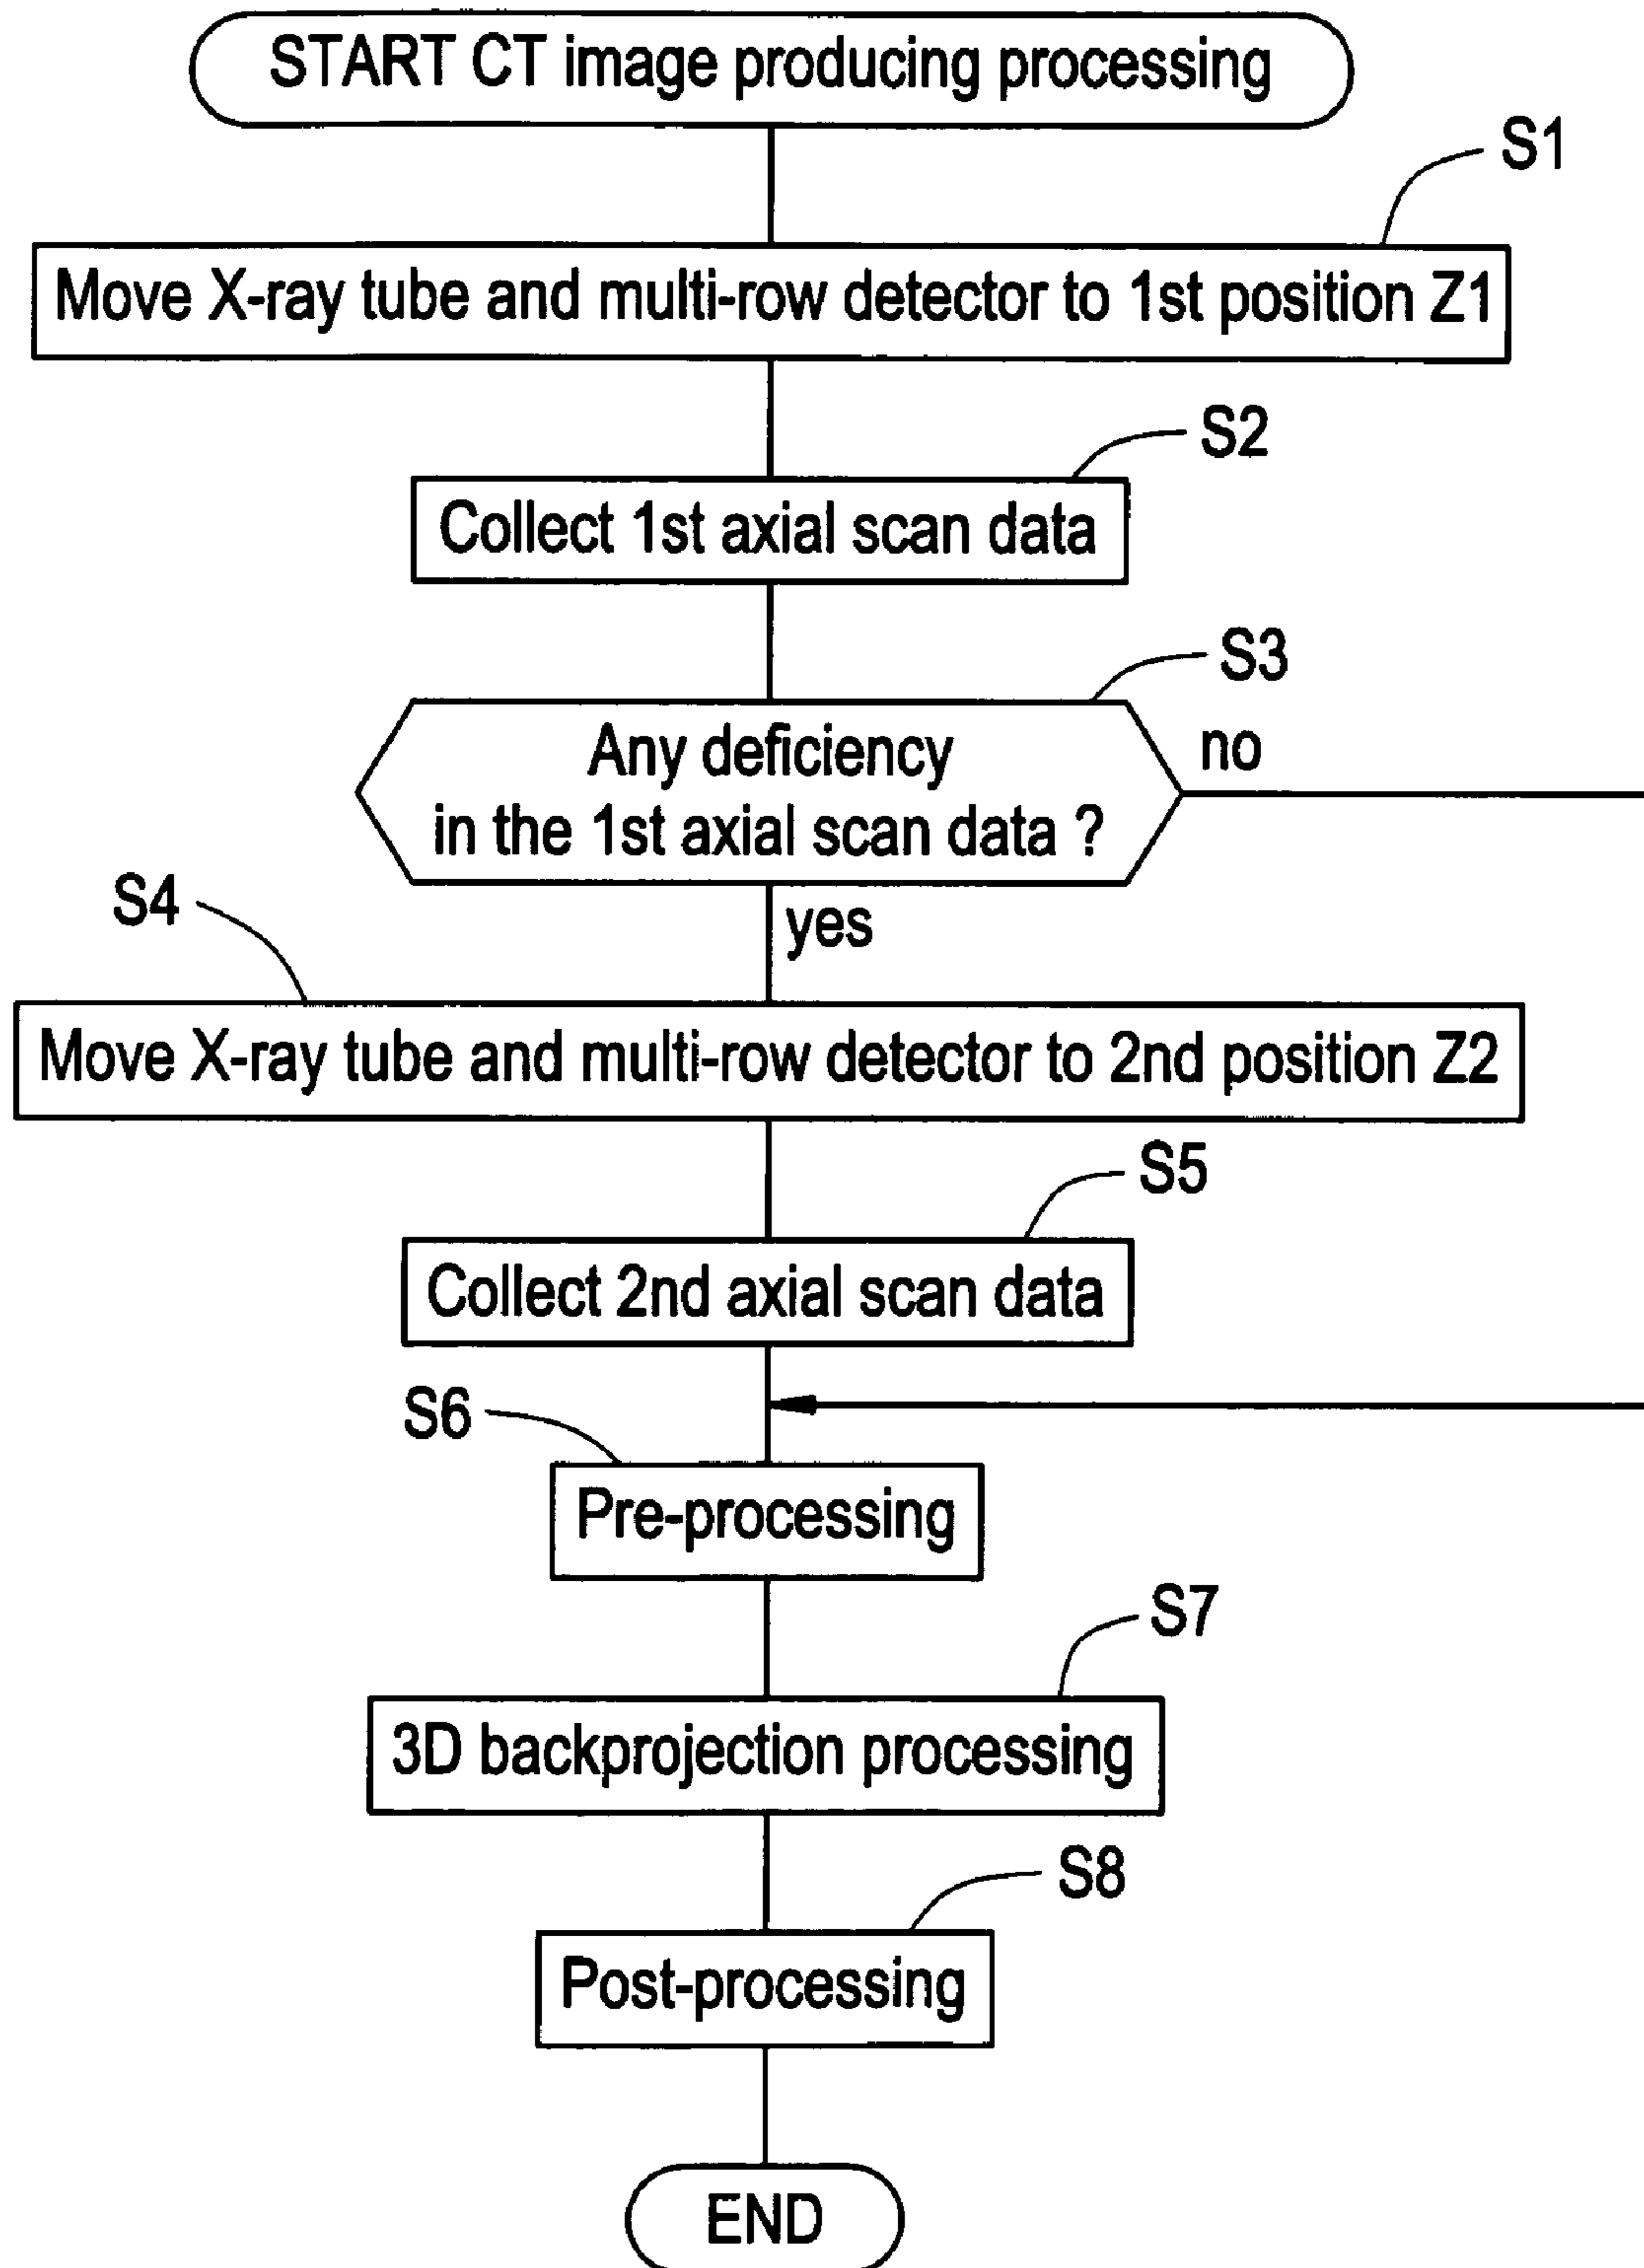 START CT image producing processing
S1
Move X-ray tube and multi-row detector to 1st position Z1
S2
Collect 1st axial scan data
S3
Any deficiency
in the 1st axial scan data ?
no
yes
S4
Move X-ray tube and multi-row detector to 2nd position Z2
S5
Collect 2nd axial scan data
S6
Pre-processing
S7
3D backprojection processing
S8
Post-processing
END